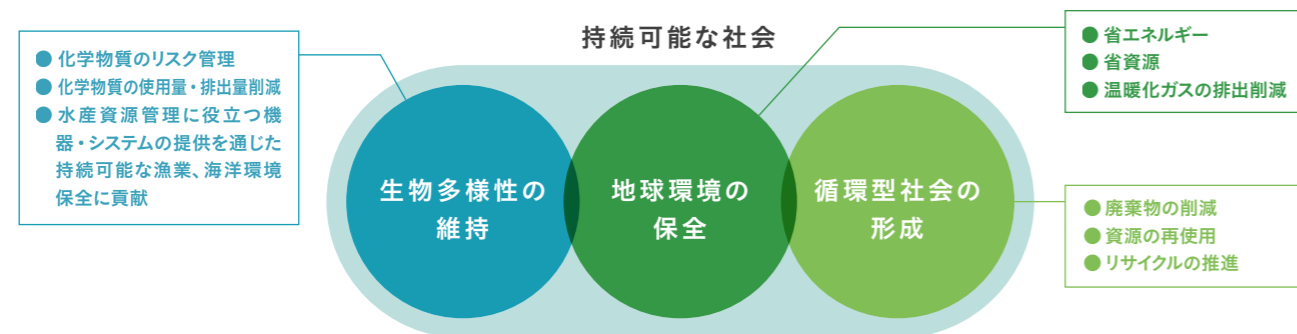 持続可能な社会
● 化学物質のリスク管理
● 化学物質の使用量・排出量削減
● 水産資源管理に役立つ機
器・システムの提供を通じた
持続可能な漁業、海洋環境
保全に貢献
生物多様性の
維持
地球環境の
保全
循環型社会の
形成
● 省エネルギー
● 省資源
● 温暖化ガスの排出削減
● 廃棄物の削減
● 資源の再使用
● リサイクルの推進